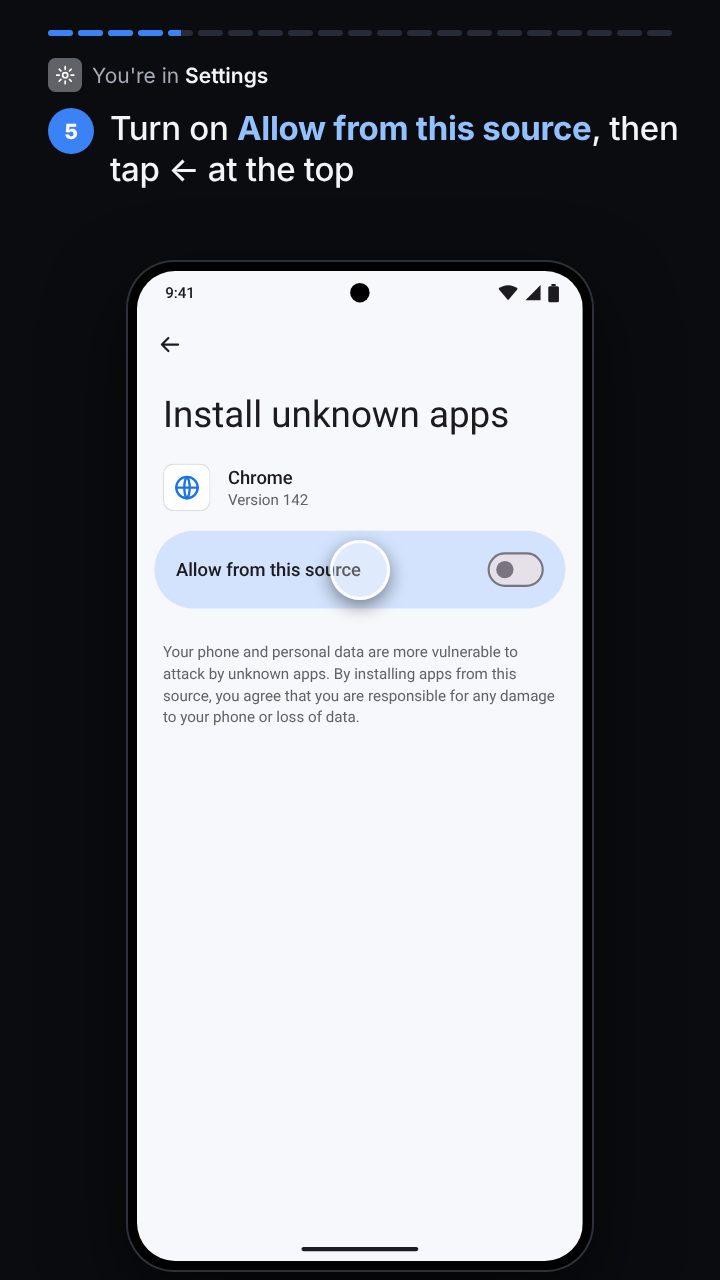 You're in Settings
5
Turn on Allow from this source, then
tap ← at the top
9:41
←
Install unknown apps
Chrome
Version 142
Allow from this source
Your phone and personal data are more vulnerable to
attack by unknown apps. By installing apps from this
source, you agree that you are responsible for any damage
to your phone or loss of data.